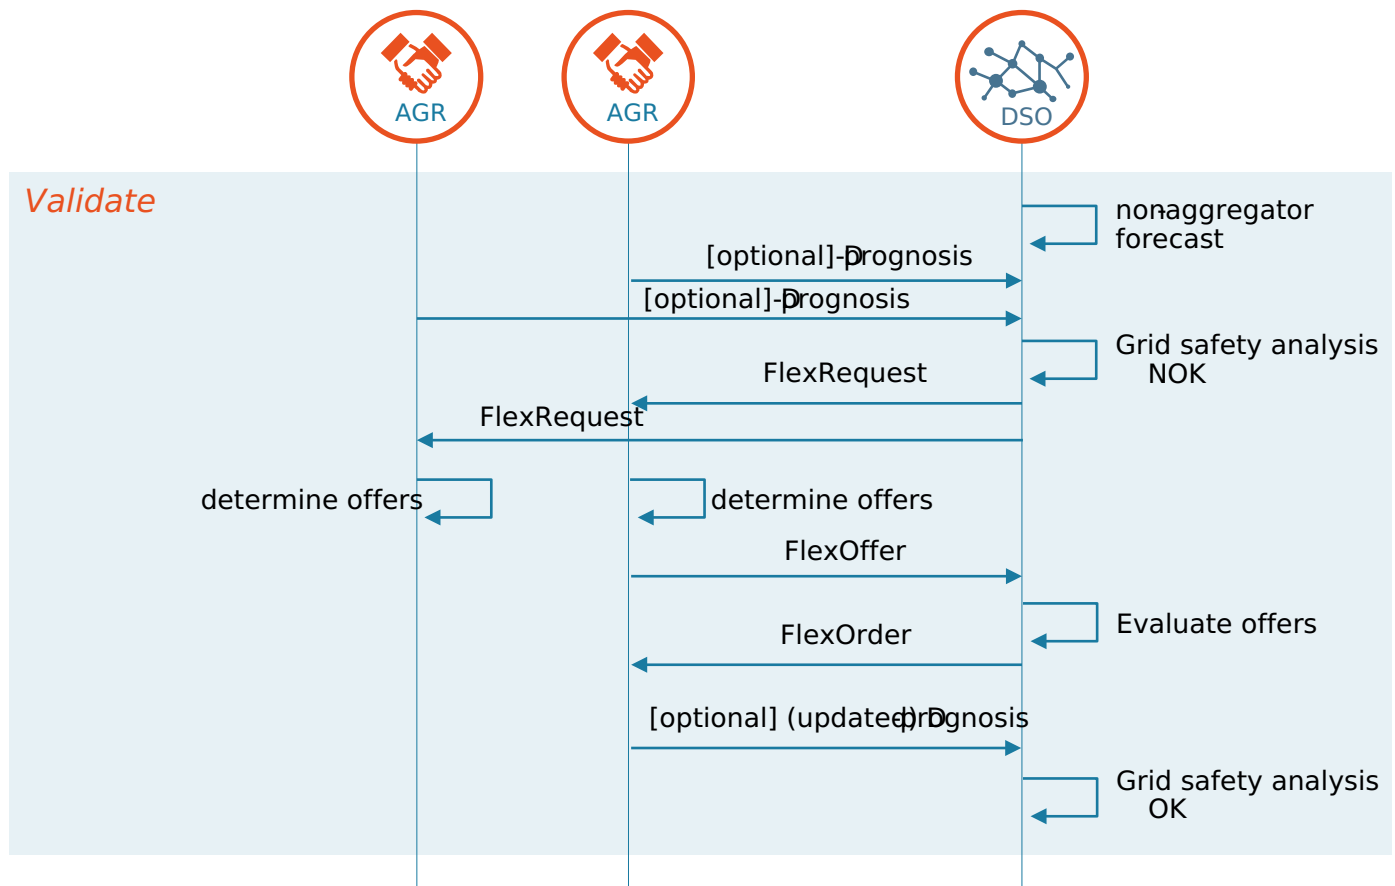 AGR
AGR
DSO
Validate
non-aggregator
forecast
[optional] D-prognosis
[optional] D-prognosis
Grid safety analysis
NOK
FlexRequest
FlexRequest
determine offers
determine offers
FlexOffer
Evaluate offers
FlexOrder
[optional] (updated) D-prognosis
Grid safety analysis
OK